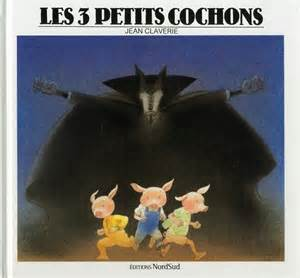 LES 3 PETITS COCHONS
JEAN CLAVERIE
ÉDITIONS NordSud